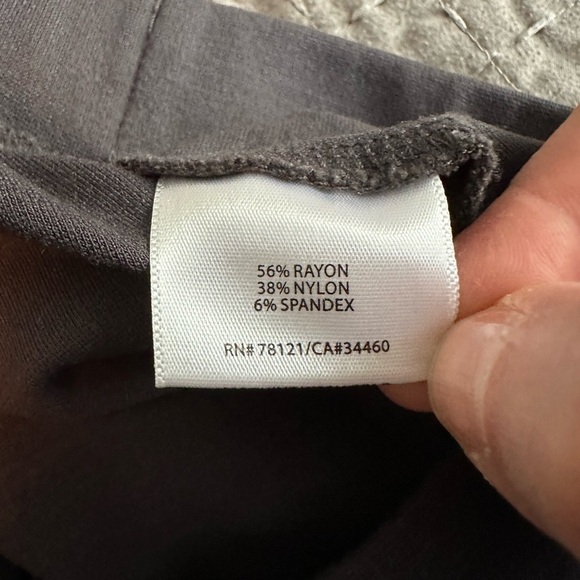 56% RAYON
38% NYLON
6% SPANDEX
RN# 78121/CA#34460